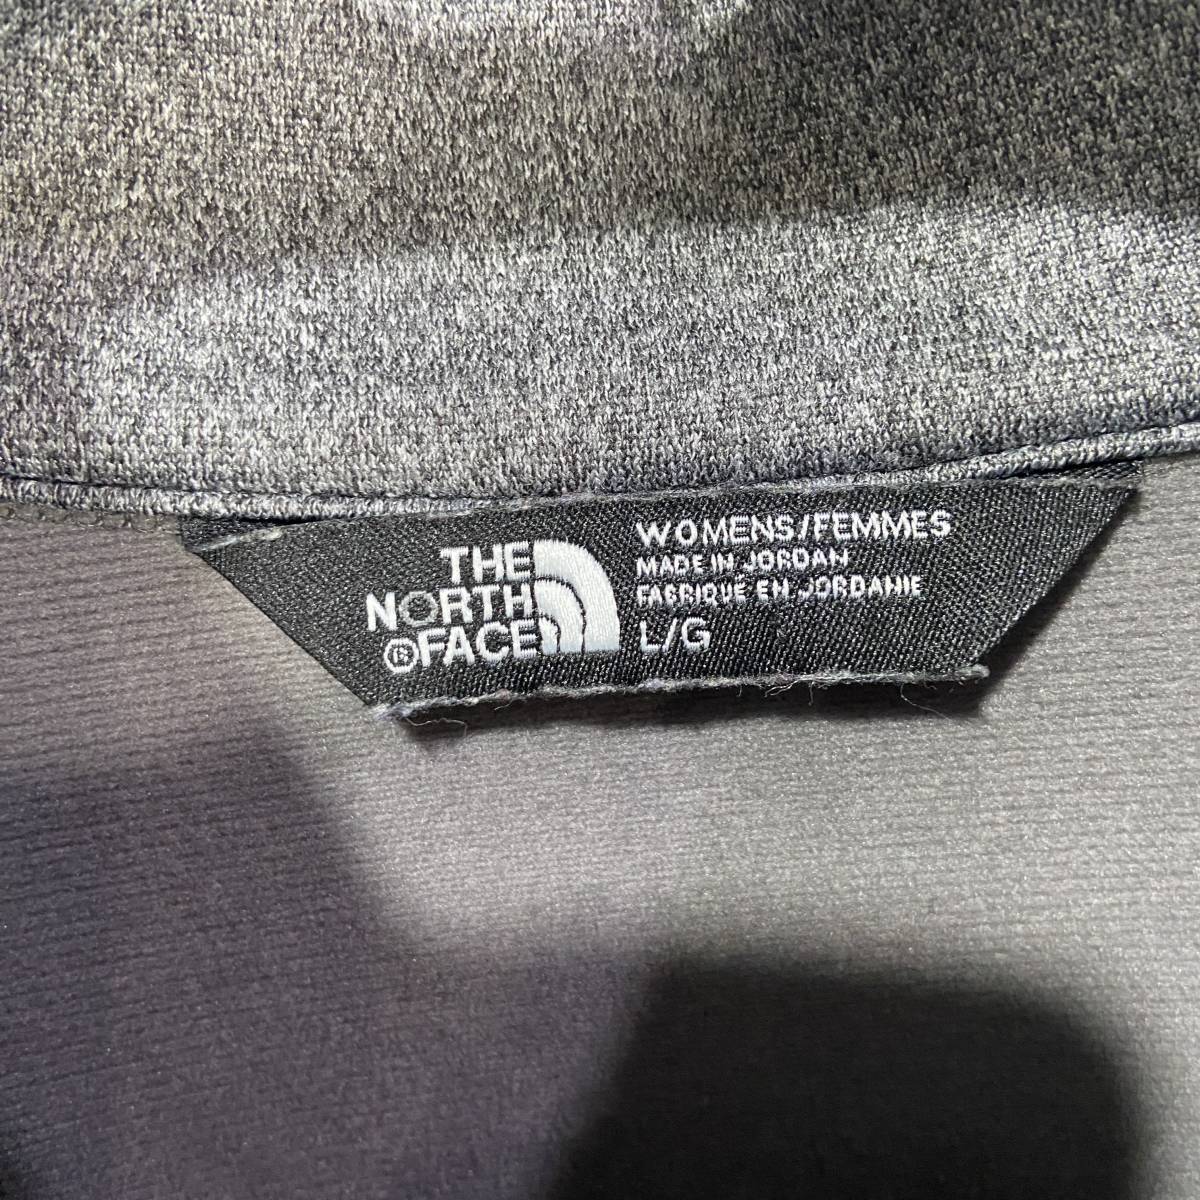 THE
NORTH
®FACE
WOMENS/FEMMES
MADE IN JORDAN
FABRIQUÉ EN JORDANIE
L/G